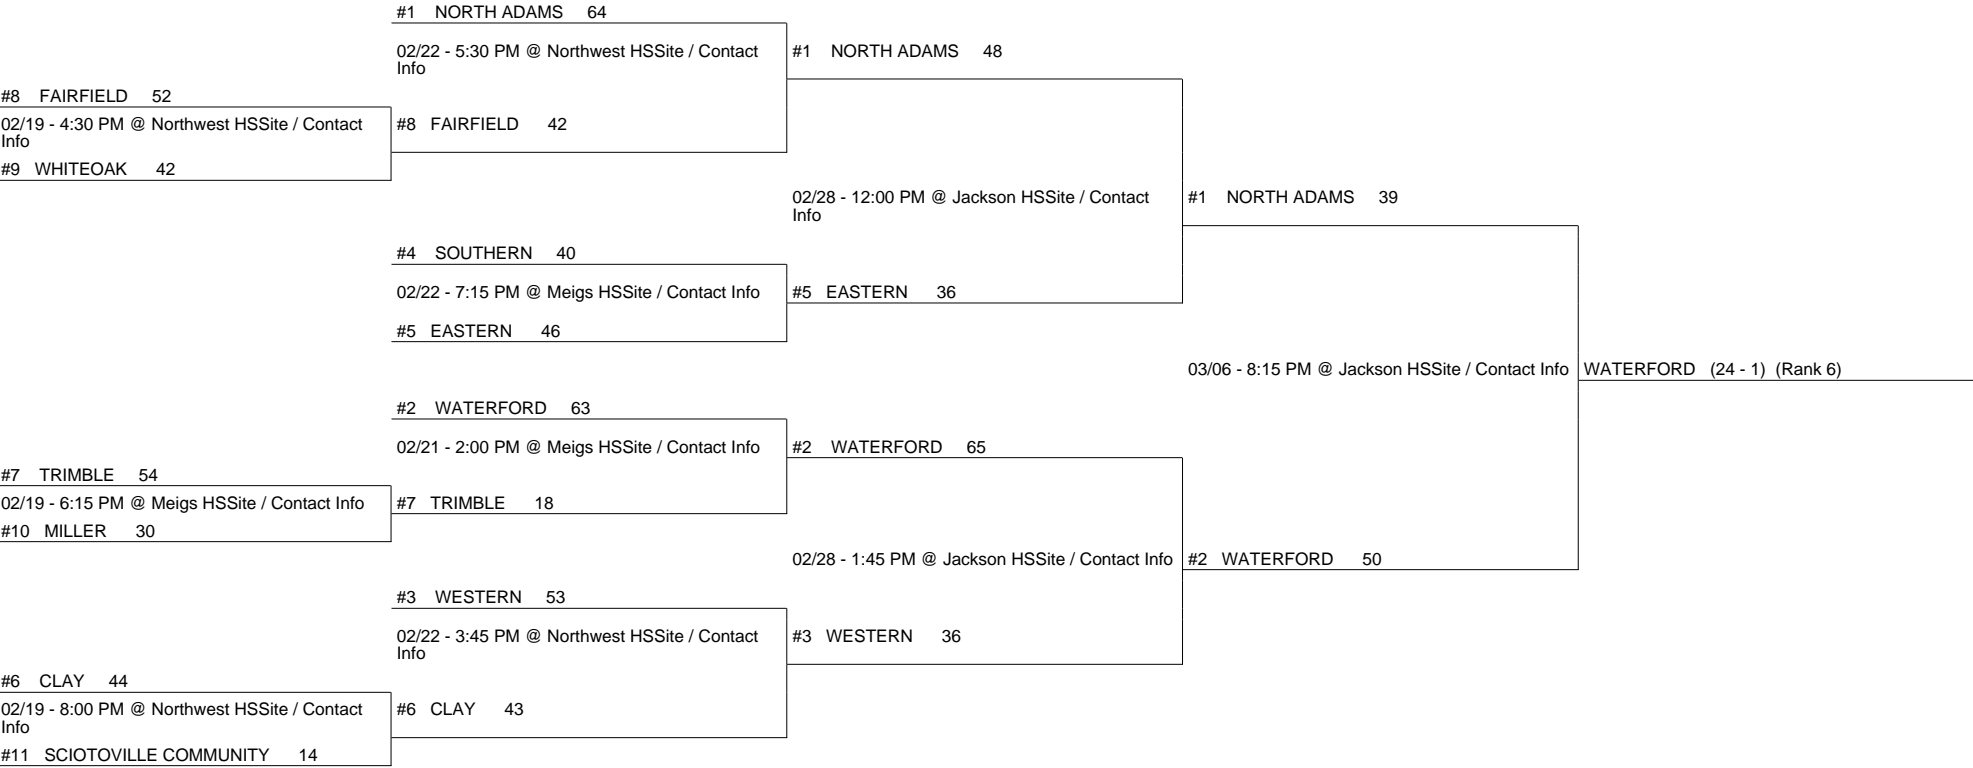 #1 NORTH ADAMS 64
02/22 - 5:30 PM @ Northwest HSSite / Contact
Info
#1 NORTH ADAMS 48
#8 FAIRFIELD 52
02/19 - 4:30 PM @ Northwest HSSite / Contact
Info
#9 WHITEOAK 42
#8 FAIRFIELD 42
02/28 - 12:00 PM @ Jackson HSSite / Contact
Info
#1 NORTH ADAMS 39
#4 SOUTHERN 40
02/22 - 7:15 PM @ Meigs HSSite / Contact Info
#5 EASTERN 46
#5 EASTERN 36
03/06 - 8:15 PM @ Jackson HSSite / Contact Info
WATERFORD (24 - 1) (Rank 6)
#2 WATERFORD 63
02/21 - 2:00 PM @ Meigs HSSite / Contact Info
#2 WATERFORD 65
#7 TRIMBLE 54
02/19 - 6:15 PM @ Meigs HSSite / Contact Info
#10 MILLER 30
#7 TRIMBLE 18
02/28 - 1:45 PM @ Jackson HSSite / Contact Info
#2 WATERFORD 50
#3 WESTERN 53
02/22 - 3:45 PM @ Northwest HSSite / Contact
Info
#3 WESTERN 36
#6 CLAY 44
02/19 - 8:00 PM @ Northwest HSSite / Contact
Info
#11 SCIOTOVILLE COMMUNITY 14
#6 CLAY 43